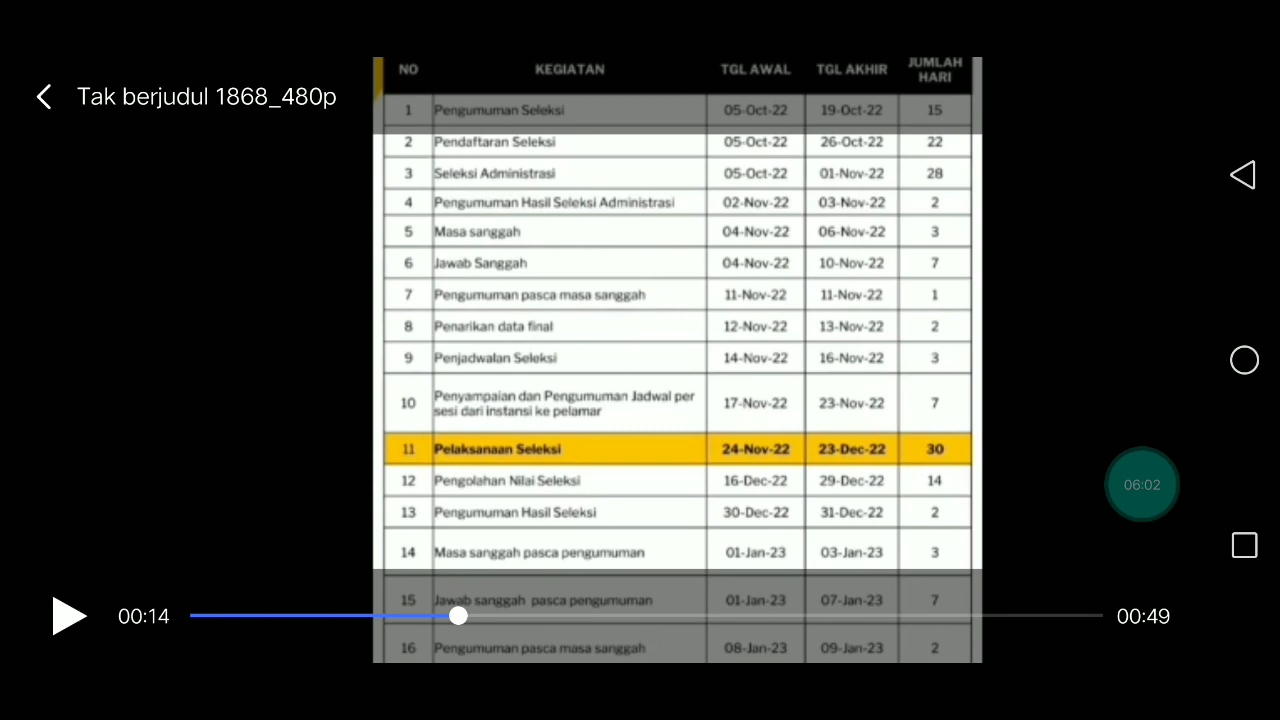 Tak berjudul 1868_480p
NO KEGIATAN TGL AWAL TGL AKHIR JUMLAH HARI
1 Pengumuman Seleksi 05-Oct-22 19-Oct-22 15
2 Pendaftaran Seleksi 05-Oct-22 26-Oct-22 22
3 Seleksi Administrasi 05-Oct-22 01-Nov-22 28
4 Pengumuman Hasil Seleksi Administrasi 02-Nov-22 03-Nov-22 2
5 Masa sanggah 04-Nov-22 06-Nov-22 3
6 Jawab Sanggah 04-Nov-22 10-Nov-22 7
7 Pengumuman pasca masa sanggah 11-Nov-22 11-Nov-22 1
8 Penarikan data final 12-Nov-22 13-Nov-22 2
9 Penjadwalan Seleksi 14-Nov-22 16-Nov-22 3
10 Penyampaian dan Pengumuman Jadwal per
sesi dari instansi ke pelamar 17-Nov-22 23-Nov-22 7
11 Pelaksanaan Seleksi 24-Nov-22 23-Dec-22 30
12 Pengolahan Nilai Seleksi 16-Dec-22 29-Dec-22 14
13 Pengumuman Hasil Seleksi 30-Dec-22 31-Dec-22 2
14 Masa sanggah pasca pengumuman 01-Jan-23 03-Jan-23 3
15 Jawab sanggah pasca pengumuman 01-Jan-23 07-Jan-23 7
16 Pengumuman pasca masa sanggah 08-Jan-23 09-Jan-23 2
06:02
00:14
00:49